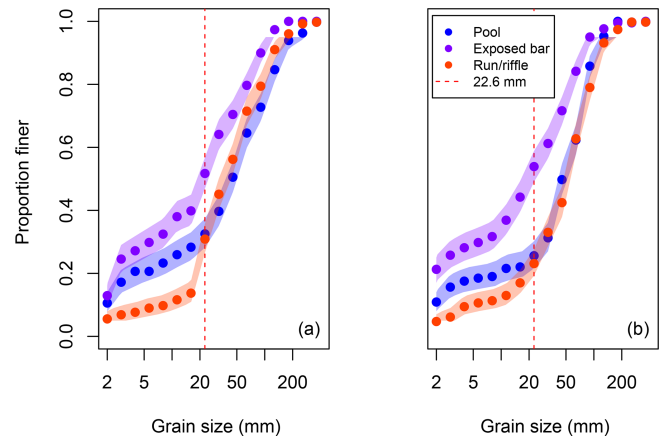 Proportion finer
1.0
0.8
0.6
0.4
0.2
0.0
2 5 20 50 200
Grain size (mm)
(a)
Pool
Exposed bar
Run/riffle
22.6 mm
2 5 20 50 200
Grain size (mm)
(b)